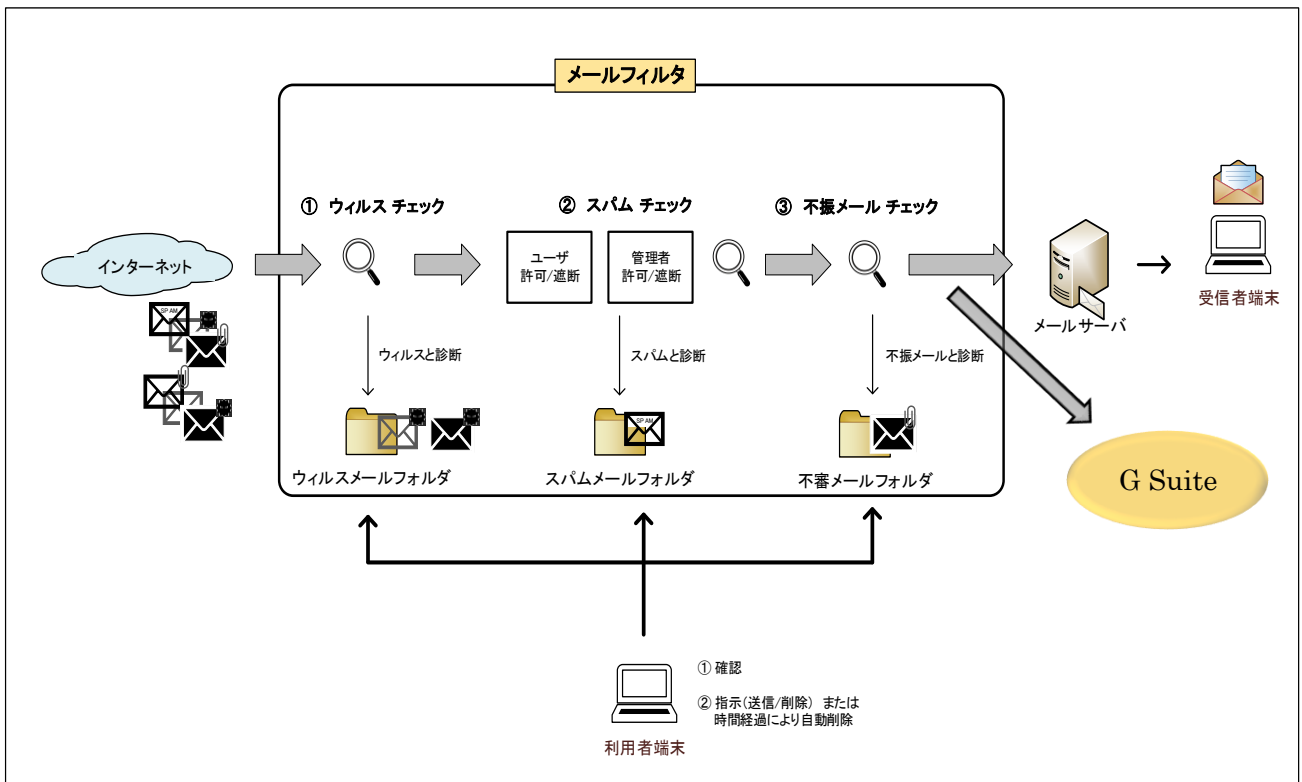 メールフィルタ
① ウィルス チェック
② スパム チェック
③ 不振メール チェック
インターネット
ユーザ
許可/遮断
管理者
許可/遮断
SPAM
メールサーバ
受信者端末
ウィルスと診断
スパムと診断
不振メールと診断
SPAM
ウィルスメールフォルダ
スパムメールフォルダ
不審メールフォルダ
G Suite
① 確認
② 指示(送信/削除) または
時間経過により自動削除
利用者端末